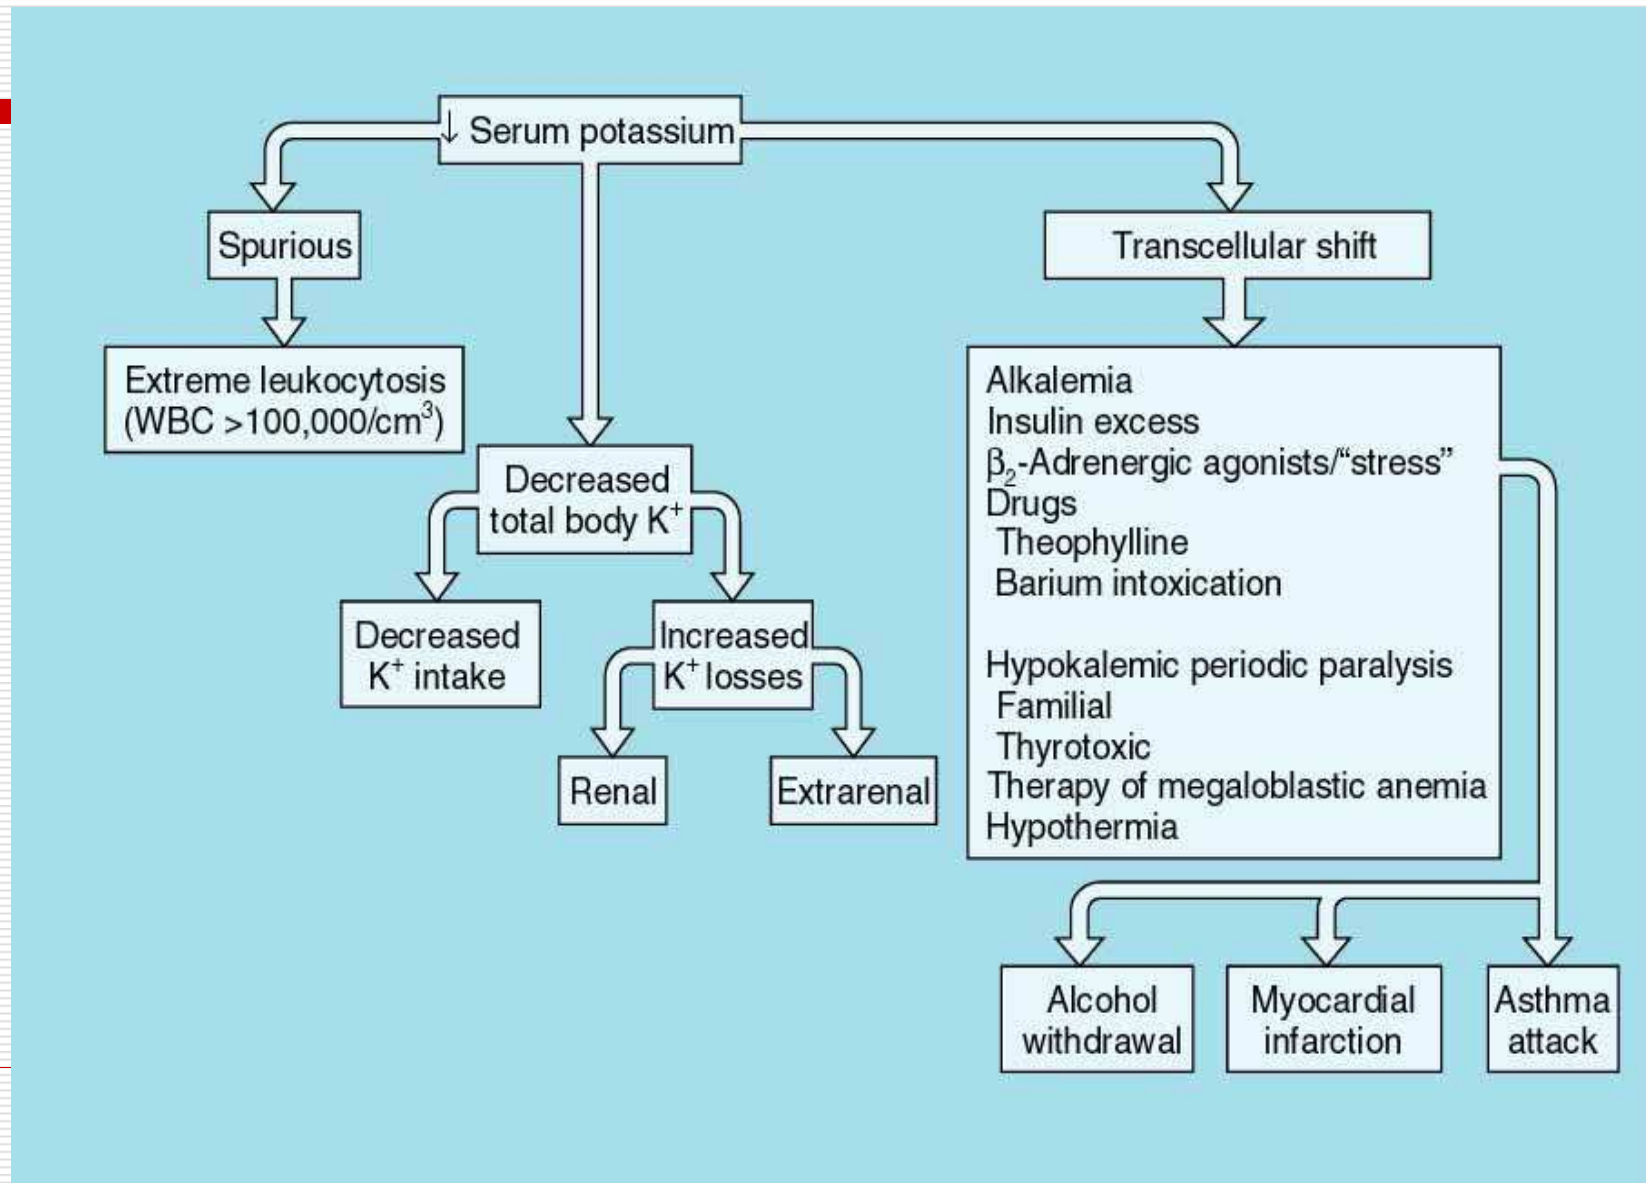 ↓ Serum potassium
Spurious
Transcellular shift
Extreme leukocytosis
(WBC >100,000/cm³)
Decreased
total body K⁺
Decreased
K⁺ intake
Increased
K⁺ losses
Renal
Extrarenal
Alkalemia
Insulin excess
β₂-Adrenergic agonists/“stress”
Drugs
Theophylline
Barium intoxication
Hypokalemic periodic paralysis
Familial
Thyrotoxic
Therapy of megaloblastic anemia
Hypothermia
Alcohol
withdrawal
Myocardial
infarction
Asthma
attack